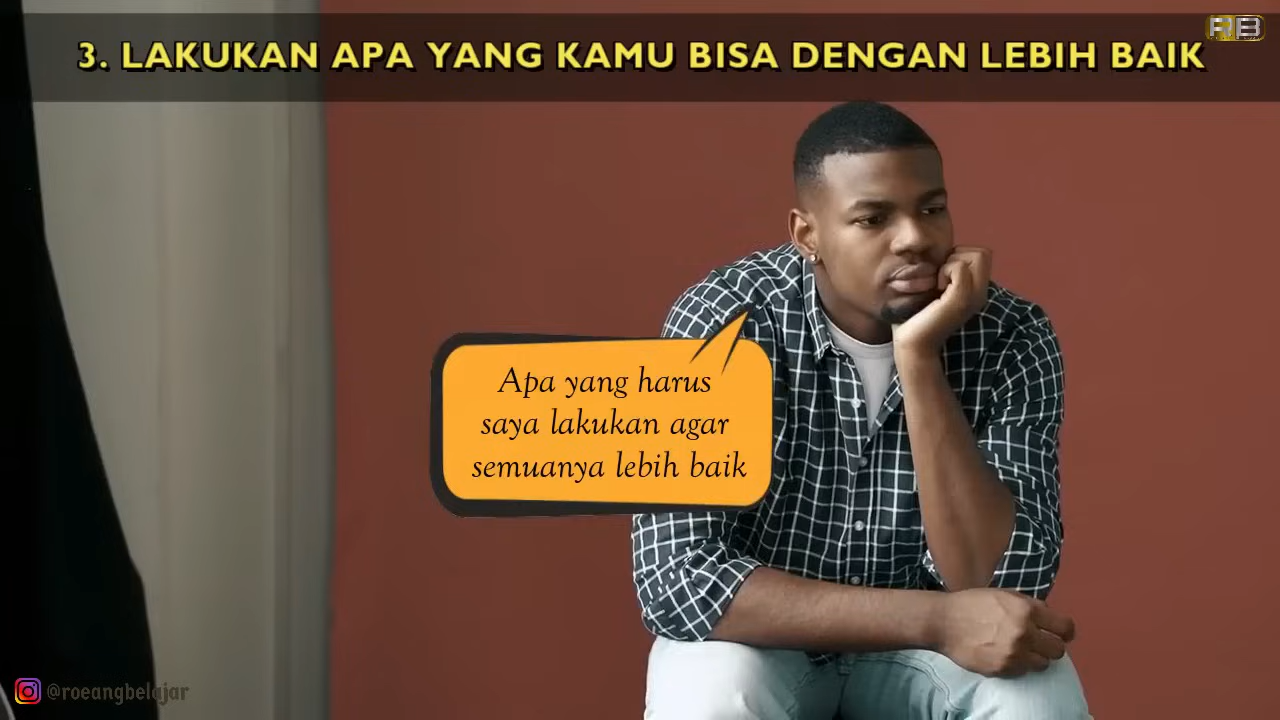 RB
3. LAKUKAN APA YANG KAMU BISA DENGAN LEBIH BAIK
Apa yang harus
saya lakukan agar
semuanya lebih baik
@roeangbelajar